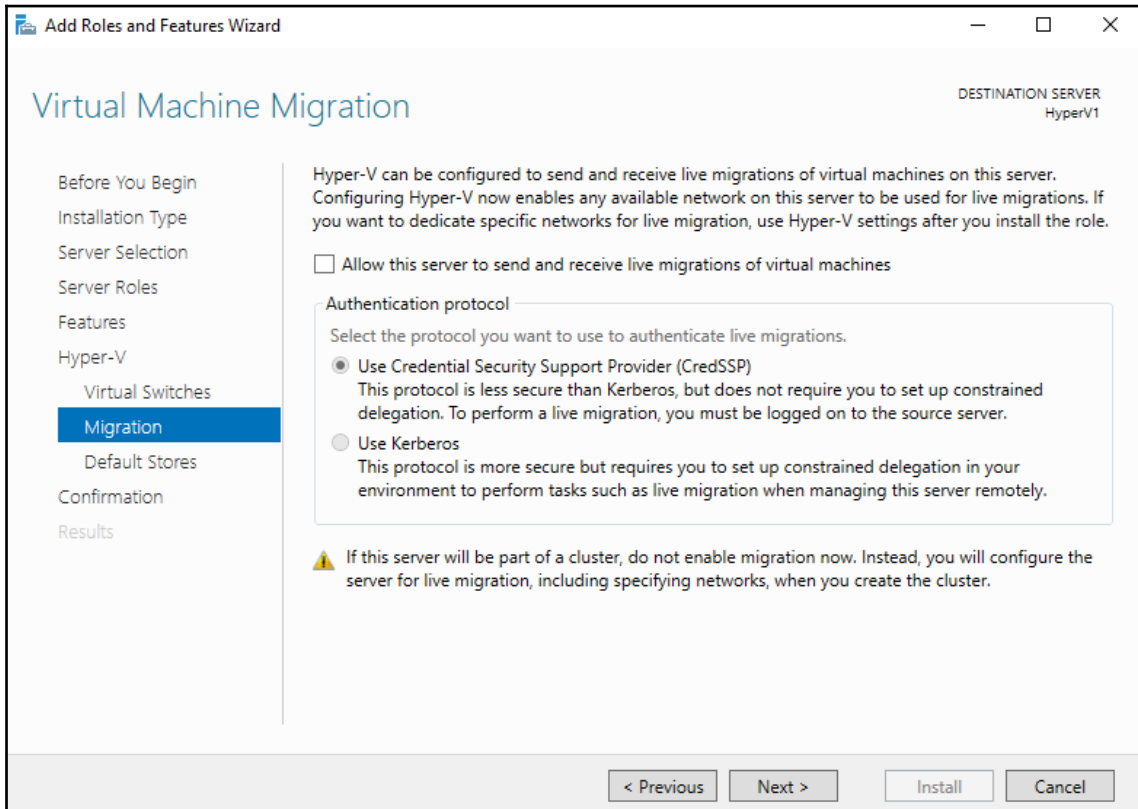 Add Roles and Features Wizard
Virtual Machine Migration
DESTINATION SERVER
HyperV1
Before You Begin
Installation Type
Server Selection
Server Roles
Features
Hyper-V
Virtual Switches
Migration
Default Stores
Confirmation
Results
Hyper-V can be configured to send and receive live migrations of virtual machines on this server.
Configuring Hyper-V now enables any available network on this server to be used for live migrations. If
you want to dedicate specific networks for live migration, use Hyper-V settings after you install the role.
Allow this server to send and receive live migrations of virtual machines
Authentication protocol
Select the protocol you want to use to authenticate live migrations.
Use Credential Security Support Provider (CredSSP)
This protocol is less secure than Kerberos, but does not require you to set up constrained
delegation. To perform a live migration, you must be logged on to the source server.
Use Kerberos
This protocol is more secure but requires you to set up constrained delegation in your
environment to perform tasks such as live migration when managing this server remotely.
If this server will be part of a cluster, do not enable migration now. Instead, you will configure the
server for live migration, including specifying networks, when you create the cluster.
< Previous
Next >
Install
Cancel